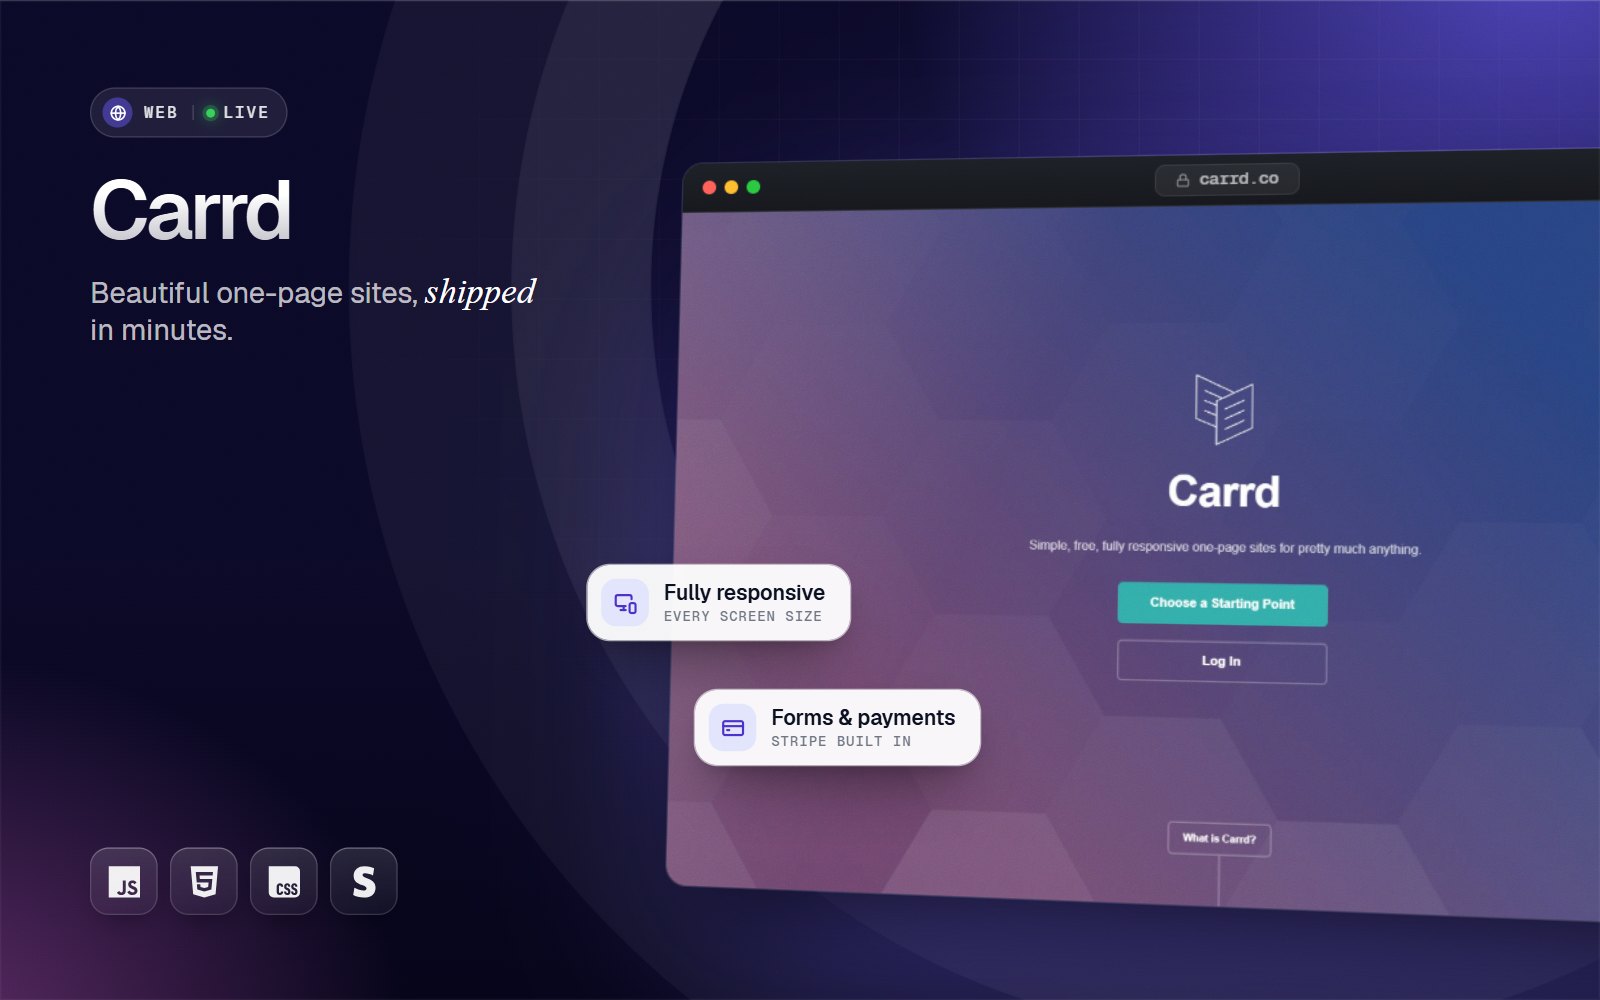 WEB | LIVE
Carrd
Beautiful one-page sites, shipped
in minutes.
carrd.co
Carrd
Simple, free, fully responsive one-page sites for pretty much anything.
Choose a Starting Point
Log In
What is Carrd?
Fully responsive
EVERY SCREEN SIZE
Forms & payments
STRIPE BUILT IN
JS
5
CSS
S